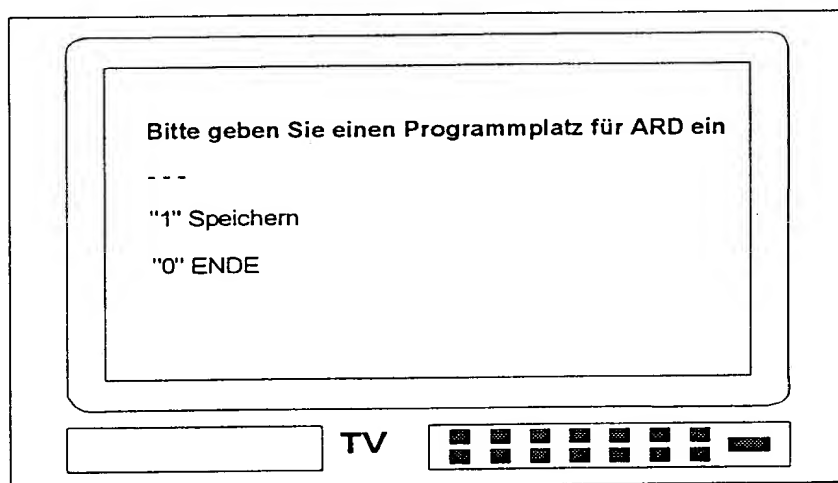 Bitte geben Sie einen Programmplatz für ARD ein
- - -
"1" Speichern
"0" ENDE
TV